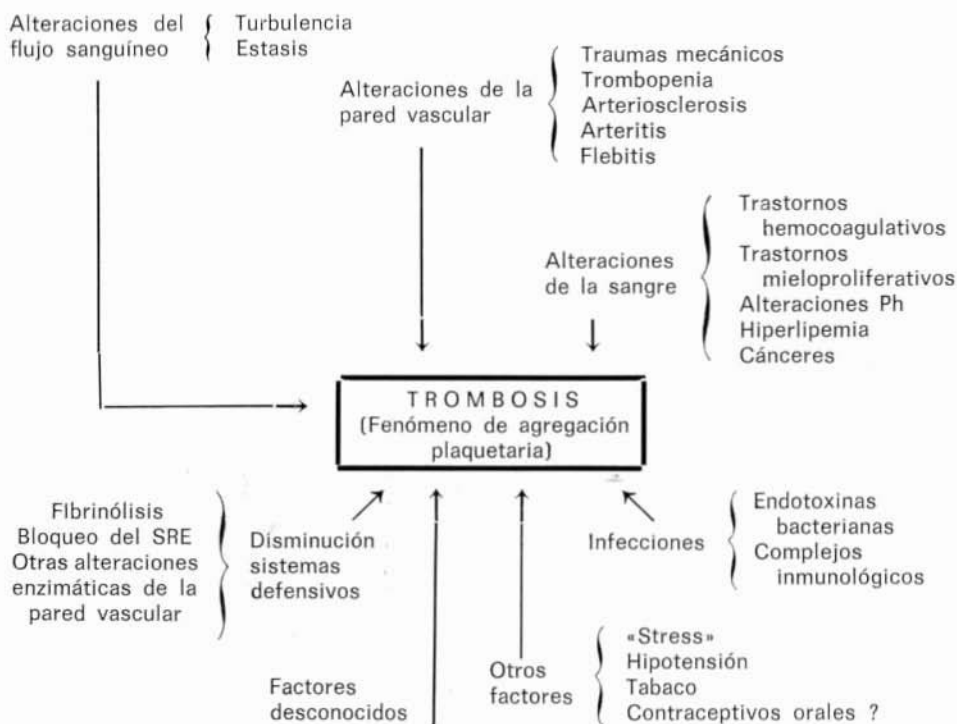 Alteraciones del
flujo sanguíneo
Turbulencia
Estasis
Alteraciones de la
pared vascular
Traumas mecánicos
Trombopenia
Arteriosclerosis
Arteritis
Flebitis
Alteraciones
de la sangre
Trastornos
hemocoagulativos
Trastornos
mieloproliferativos
Alteraciones Ph
Hiperlipemia
Cánceres
TROMBOSIS
(Fenómeno de agregación
plaquetaria)
FIbrinólisis
Bloqueo del SRE
Otras alteraciones
enzimáticas de la
pared vascular
Disminución
sistemas
defensivos
Infecciones
Endotoxinas
bacterianas
Complejos
inmunológicos
Factores
desconocidos
Otros
factores
«Stress»
Hipotensión
Tabaco
Contraceptivos orales ?